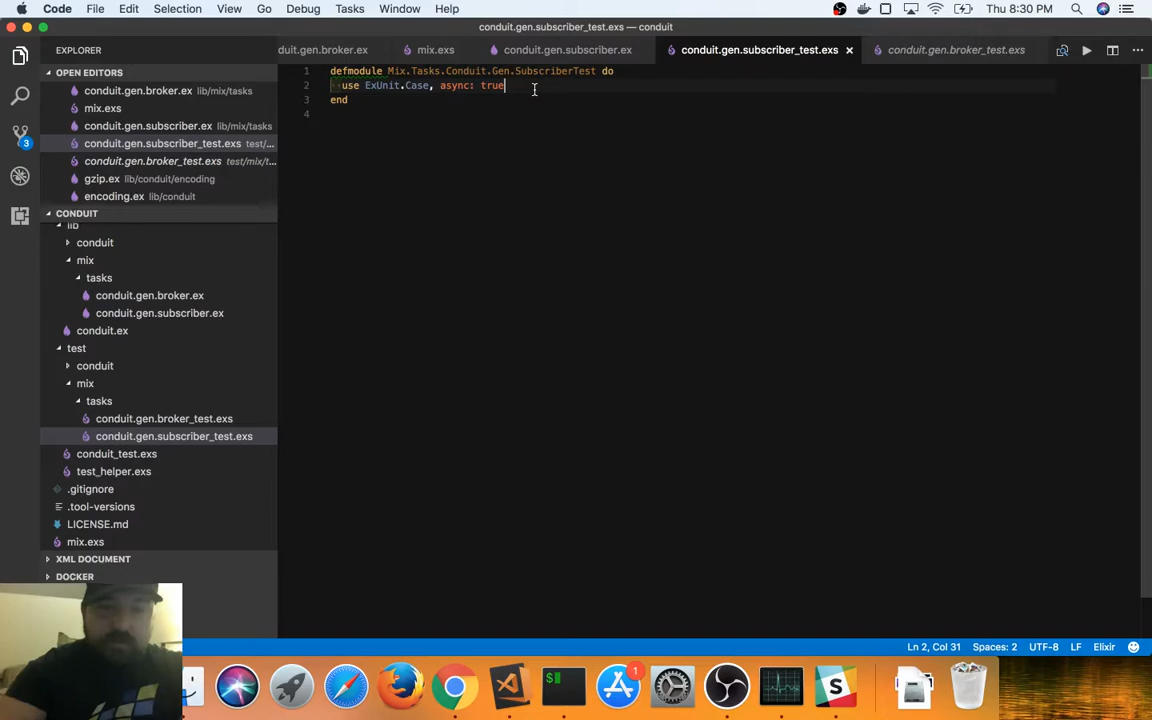 Code File Edit Selection View Go Debug Tasks Window Help Thu 8:30 PM
conduit.gen.subscriber_test.exs — conduit
EXPLORER
duit.gen.broker.ex mix.exs conduit.gen.subscriber.ex conduit.gen.subscriber_test.exs conduit.gen.broker_test.exs
OPEN EDITORS
conduit.gen.broker.ex lib/mix/tasks
mix.exs
conduit.gen.subscriber.ex lib/mix/tasks
conduit.gen.subscriber_test.exs test/...
conduit.gen.broker_test.exs test/mix/t...
gzip.ex lib/conduit/encoding
encoding.ex lib/conduit
3
CONDUIT
lib
conduit
mix
tasks
conduit.gen.broker.ex
conduit.gen.subscriber.ex
conduit.ex
test
conduit
mix
tasks
conduit.gen.broker_test.exs
conduit.gen.subscriber_test.exs
conduit_test.exs
test_helper.exs
.gitignore
.tool-versions
LICENSE.md
mix.exs
XML DOCUMENT
DOCKER
1 defmodule Mix.Tasks.Conduit.Gen.SubscriberTest do
2 use ExUnit.Case, async: true
3 end
4
Ln 2, Col 31 Spaces: 2 UTF-8 LF Elixir
$
1